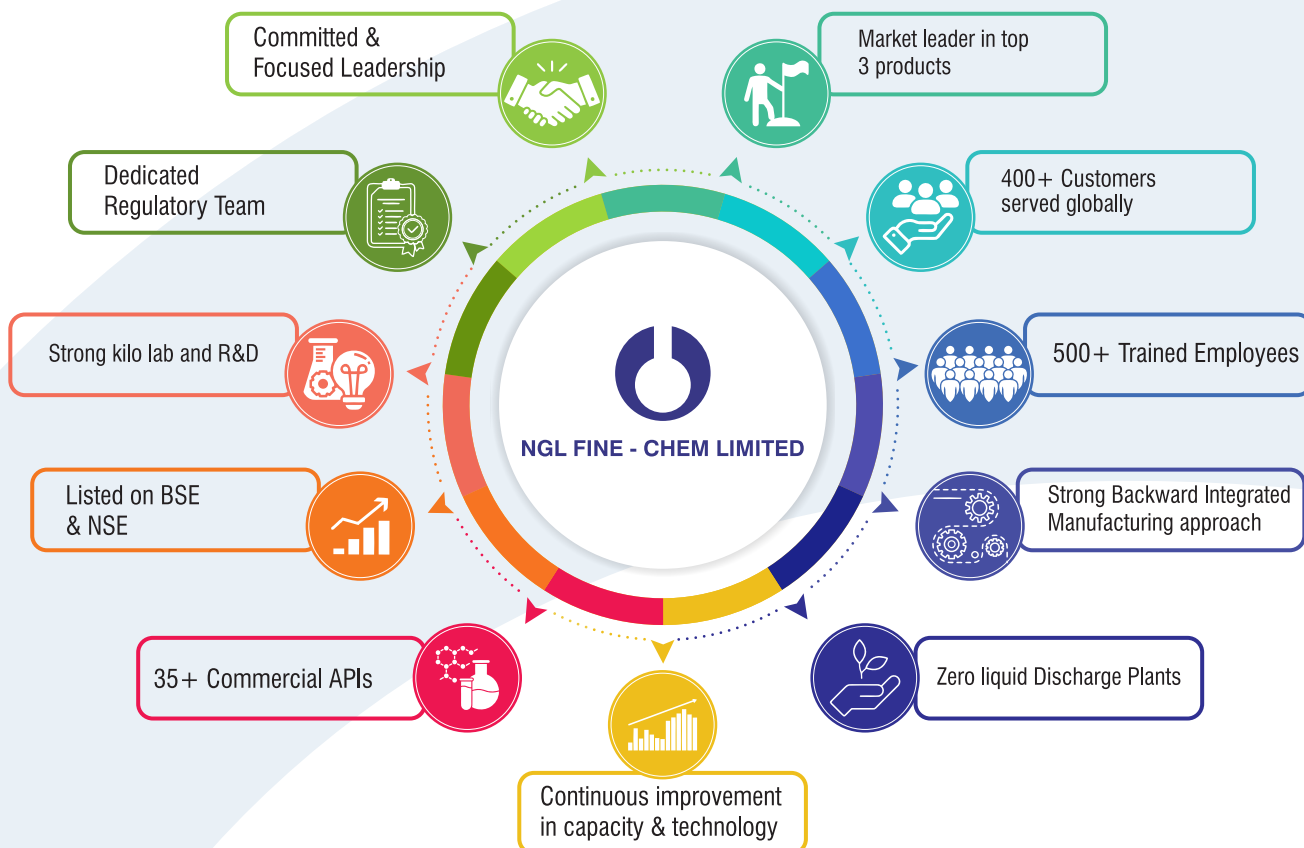 Committed &
Focused Leadership
Market leader in top
3 products
Dedicated
Regulatory Team
400+ Customers
served globally
Strong kilo lab and R&D
500+ Trained Employees
NGL FINE - CHEM LIMITED
Listed on BSE
& NSE
Strong Backward Integrated
Manufacturing approach
35+ Commercial APIs
Zero liquid Discharge Plants
Continuous improvement
in capacity & technology